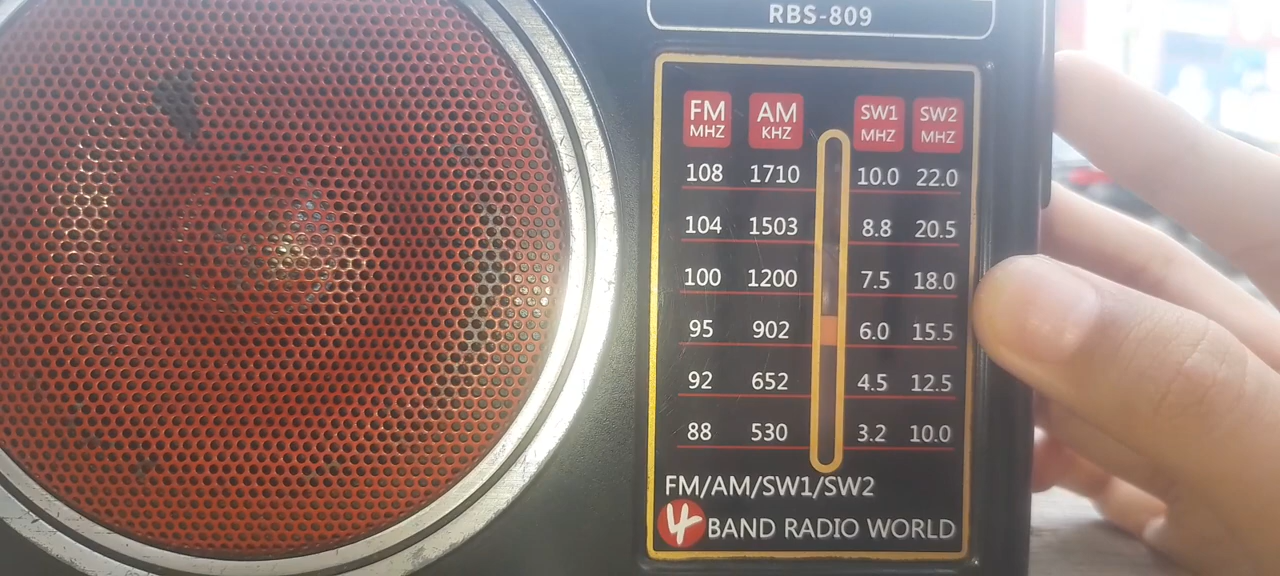 RBS-809
FM AM SW1 SW2
MHZ KHZ MHZ MHZ
108 1710 10.0 22.0
104 1503 8.8 20.5
100 1200 7.5 18.0
95 902 6.0 15.5
92 652 4.5 12.5
88 530 3.2 10.0
FM/AM/SW1/SW2
4 BAND RADIO WORLD